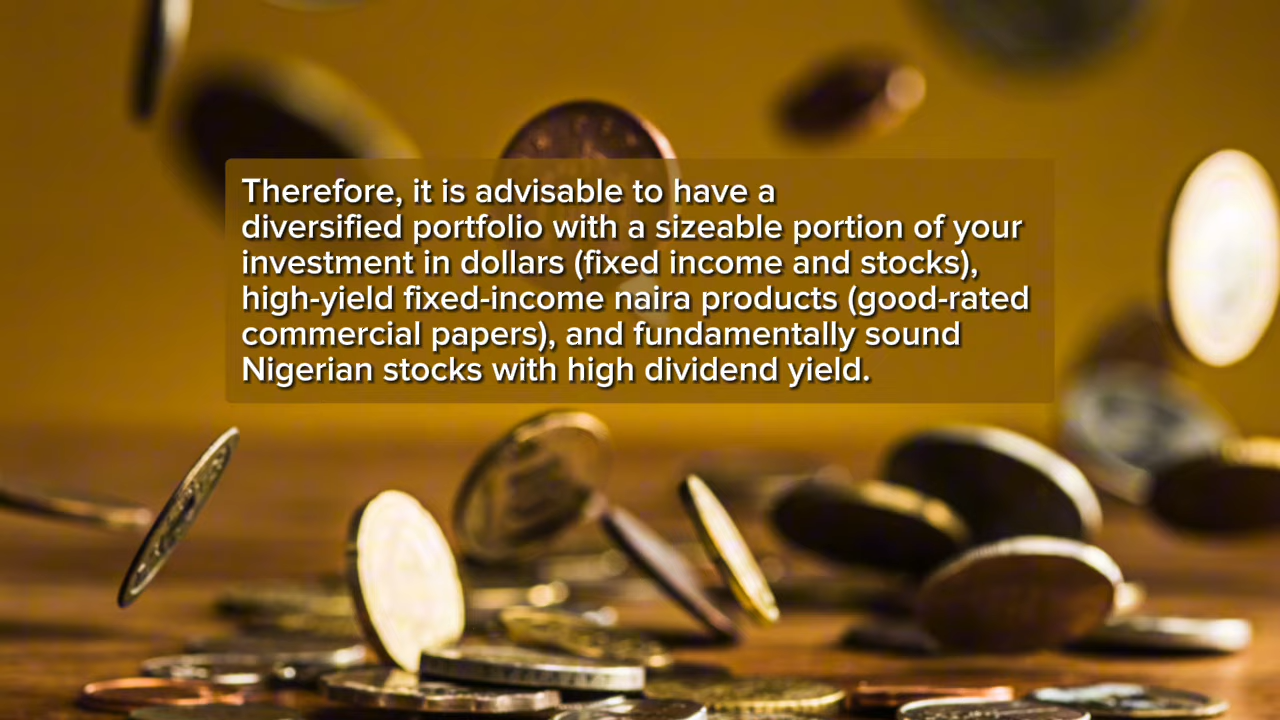 Therefore, it is advisable to have a
diversified portfolio with a sizeable portion of your
investment in dollars (fixed income and stocks),
high-yield fixed-income naira products (good-rated
commercial papers), and fundamentally sound
Nigerian stocks with high dividend yield.